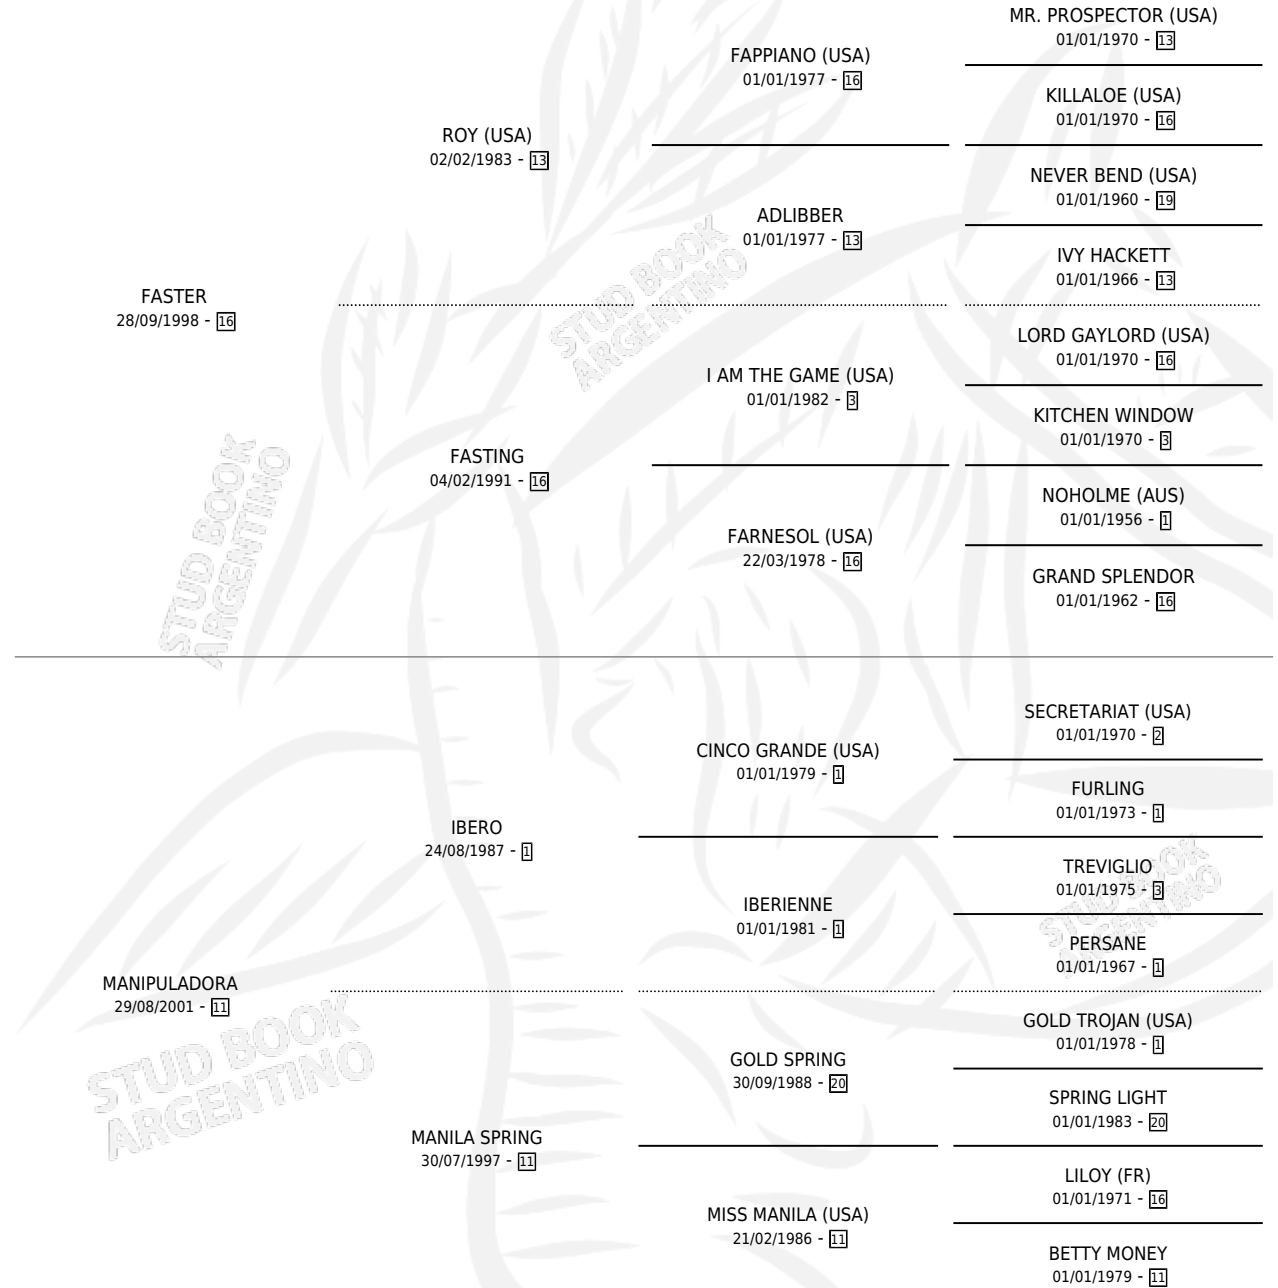 MR. PROSPECTOR (USA)
01/01/1970 - 13
FAPPIANO (USA)
01/01/1977 - 16
KILLALOE (USA)
01/01/1970 - 16
ROY (USA)
02/02/1983 - 13
NEVER BEND (USA)
01/01/1960 - 19
ADLIBBER
01/01/1977 - 13
IVY HACKETT
01/01/1966 - 13
FASTER
28/09/1998 - 16
LORD GAYLORD (USA)
01/01/1970 - 16
I AM THE GAME (USA)
01/01/1982 - 3
KITCHEN WINDOW
01/01/1970 - 3
FASTING
04/02/1991 - 16
NOHOLME (AUS)
01/01/1956 - 1
FARNESOL (USA)
22/03/1978 - 16
GRAND SPLENDOR
01/01/1962 - 16
STUD BOOK
ARGENTINO
STUD BOOK
ARGENTINO
SECRETARIAT (USA)
01/01/1970 - 2
CINCO GRANDE (USA)
01/01/1979 - 1
FURLING
01/01/1973 - 1
IBERO
24/08/1987 - 1
TREVIGLIO
01/01/1975 - 3
IBERIENNE
01/01/1981 - 1
PERSANE
01/01/1967 - 1
MANIPULADORA
29/08/2001 - 11
GOLD TROJAN (USA)
01/01/1978 - 1
GOLD SPRING
30/09/1988 - 20
SPRING LIGHT
01/01/1983 - 20
MANILA SPRING
30/07/1997 - 11
LILOY (FR)
01/01/1971 - 16
MISS MANILA (USA)
21/02/1986 - 11
BETTY MONEY
01/01/1979 - 11
STUD BOOK
ARGENTINO
STUD BOOK
ARGENTINO